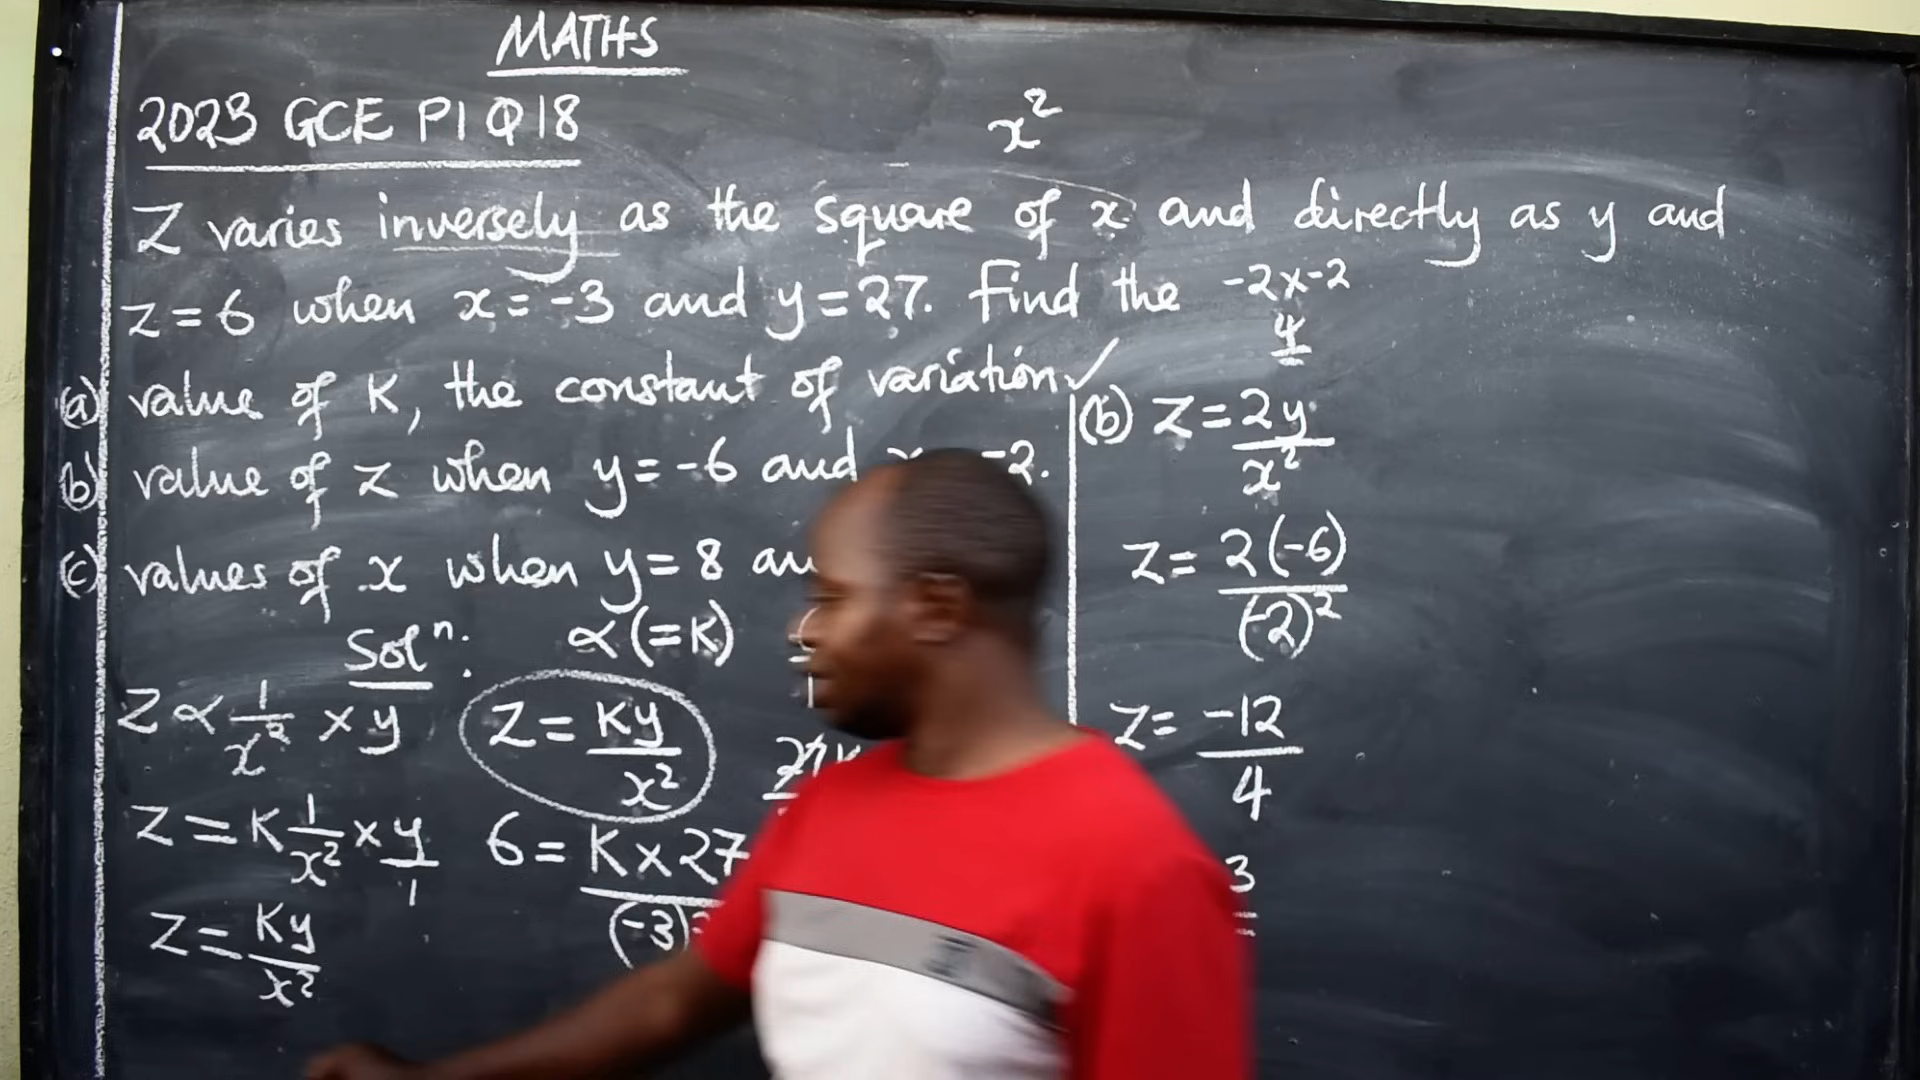 MATHS
2023 GCE P1 Q18
x²
Z varies inversely as the square of x and directly as y and
z = 6 when x = -3 and y = 27. Find the
(a) value of K, the constant of variation ✓
(b) value of z when y = -6 and -2.
(c) values of x when y = 8
Solⁿ:
∝ (=K)
Z ∝ 1/x² × y
Z = K 1/x² × y/1
Z = Ky/x²
Z = Ky/x²
6 = K×27/(-3)
-2×-2
4
(b) Z = 2y/x²
Z = 2(-6)/(-2)²
Z = -12/4
3